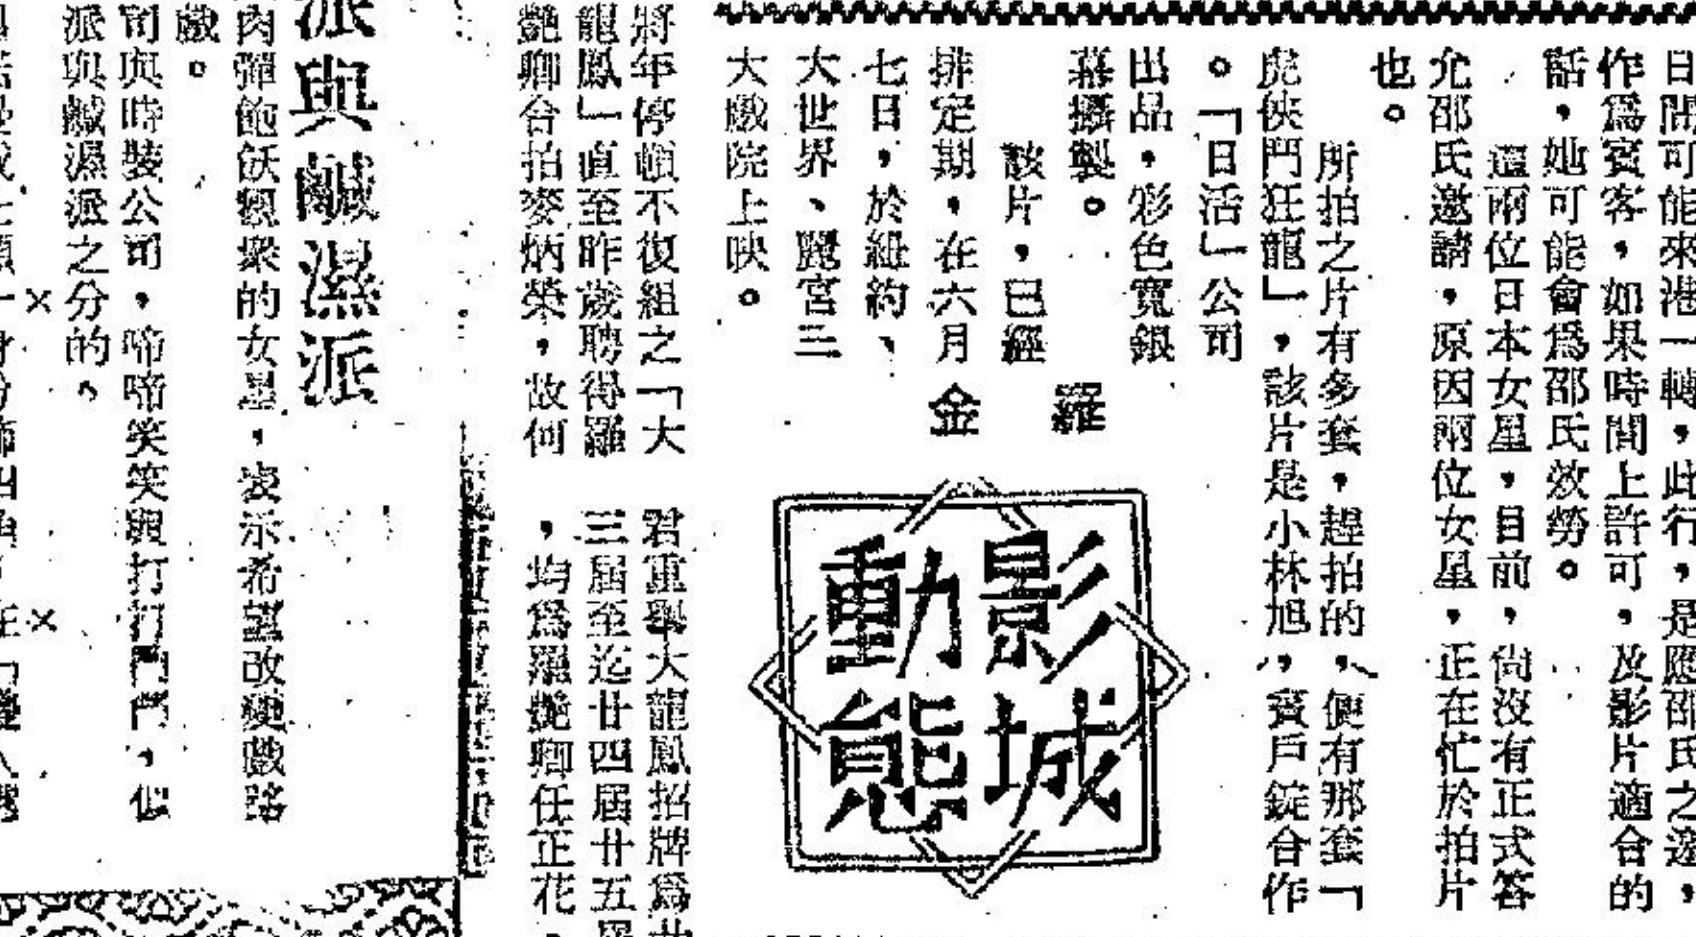 日間可能來港一轉，此行，是應邵氏之邀，
作爲賓客，如果時間上許可，及影片適合的
話，她可能會爲邵氏效勞。
這兩位日本女星，目前，尙沒有正式答
允邵氏邀請，原因兩位女星，正在忙於拍片
也。
所拍之片有多套，趕拍的，便有那套「
虎俠鬥狂龍」，該片是小林旭，寳戶錠合作
。「日活」公司
出品，彩色寬銀
幕攝製。
該片，已經
排定期，在六月
七日，於紐約、
大世界、麗宮三
大戲院上映。
羅
金
影城
動態
將年停頓不復組之「大
龍鳳」直至昨歲聘得羅
艷卿合拍麥炳榮，故何
君重舉大龍鳳招牌爲廿
三屆至迄廿四屆廿五屆
，均爲羅艷卿任正花，
派與鹹濕派
肉彈飽飫觀衆的女星，表示希望改變戲路
戲。
司與時裝公司，啼啼笑笑與打打鬥鬥，俱
派與鹹濕派之分的。
×
×